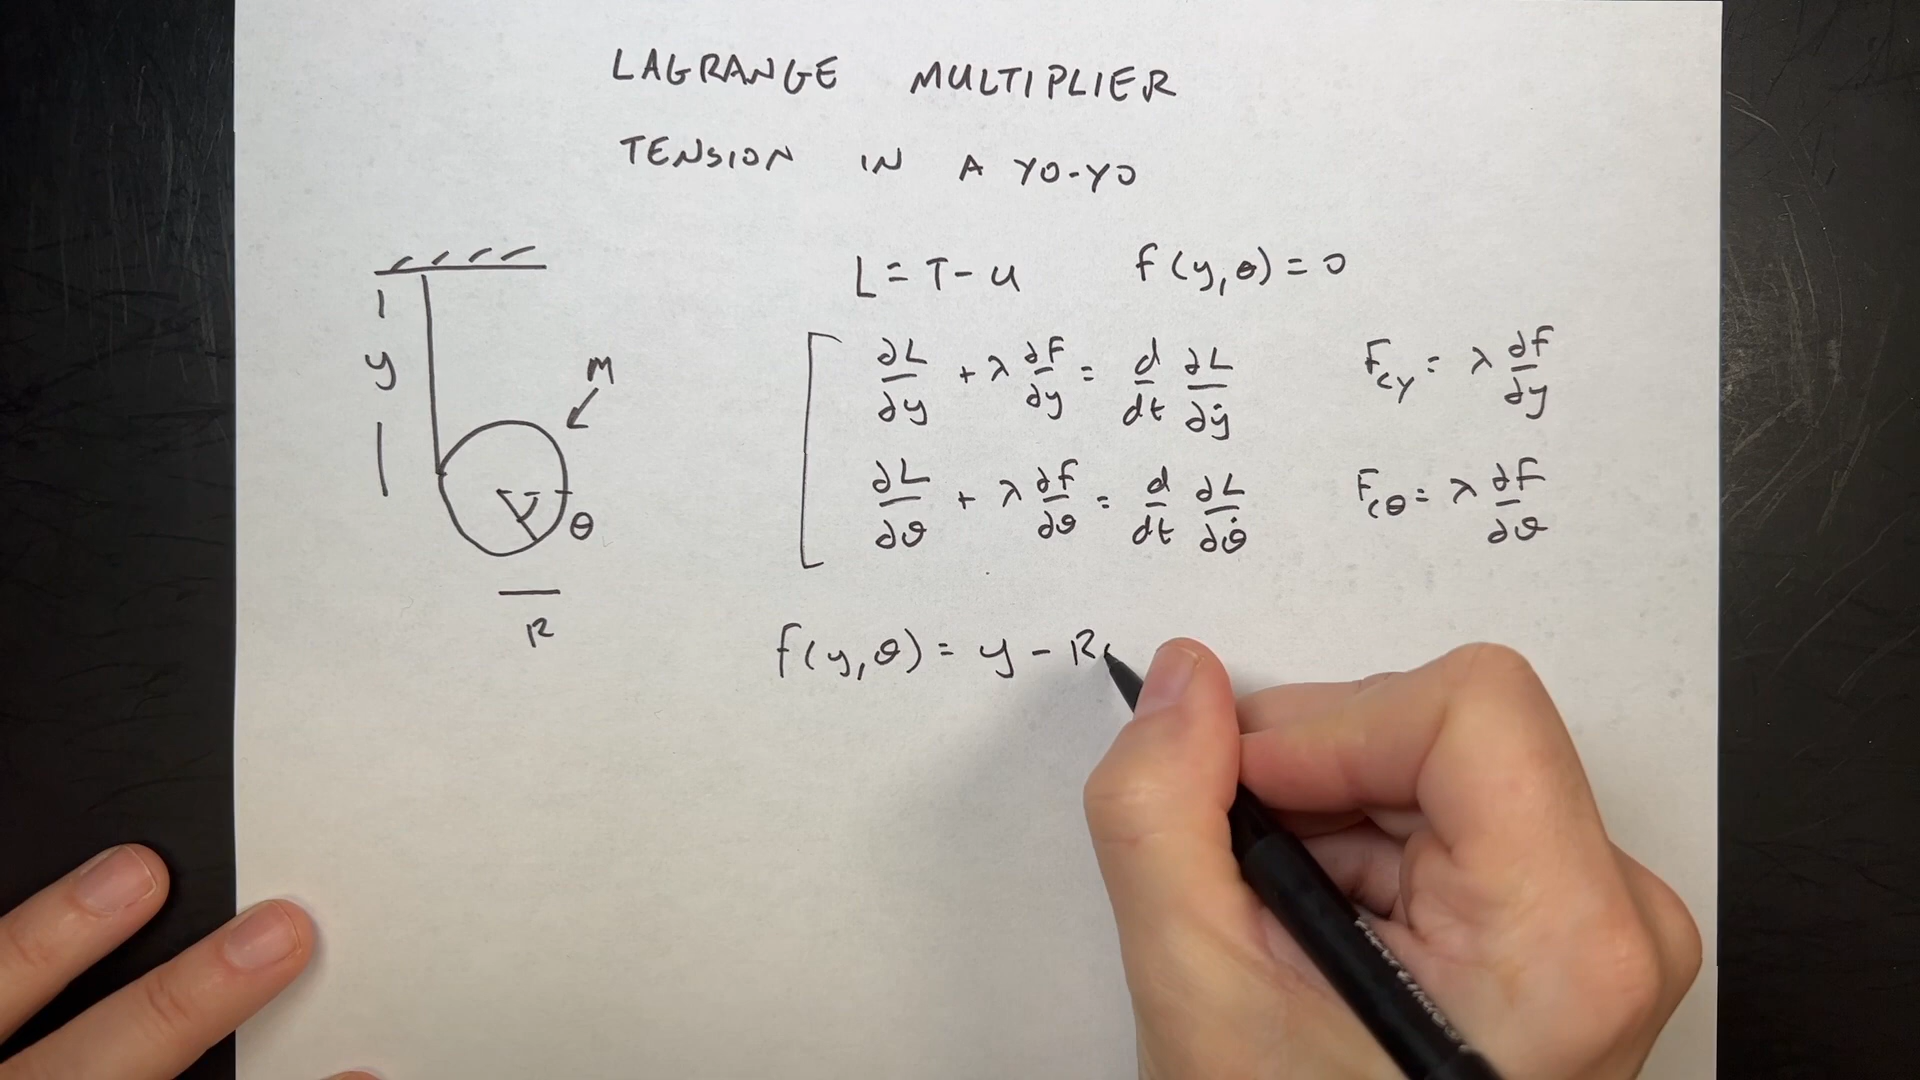 LAGRANGE MULTIPLIER
TENSION IN A YO-YO
L = T - U f(y, θ) = 0
y
M
θ
R
∂L/∂y + λ ∂f/∂y = d/dt ∂L/∂ẏ F_cy = λ ∂f/∂y
∂L/∂θ + λ ∂f/∂θ = d/dt ∂L/∂θ̇ F_cθ = λ ∂f/∂θ
f(y, θ) = y - R